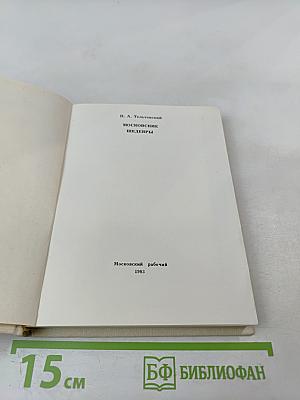 П. А. Тельтевский
МОСКОВСКИЕ
ШЕДЕВРЫ
Московский рабочий
1983
15 см
БФ БИБЛИОФАН